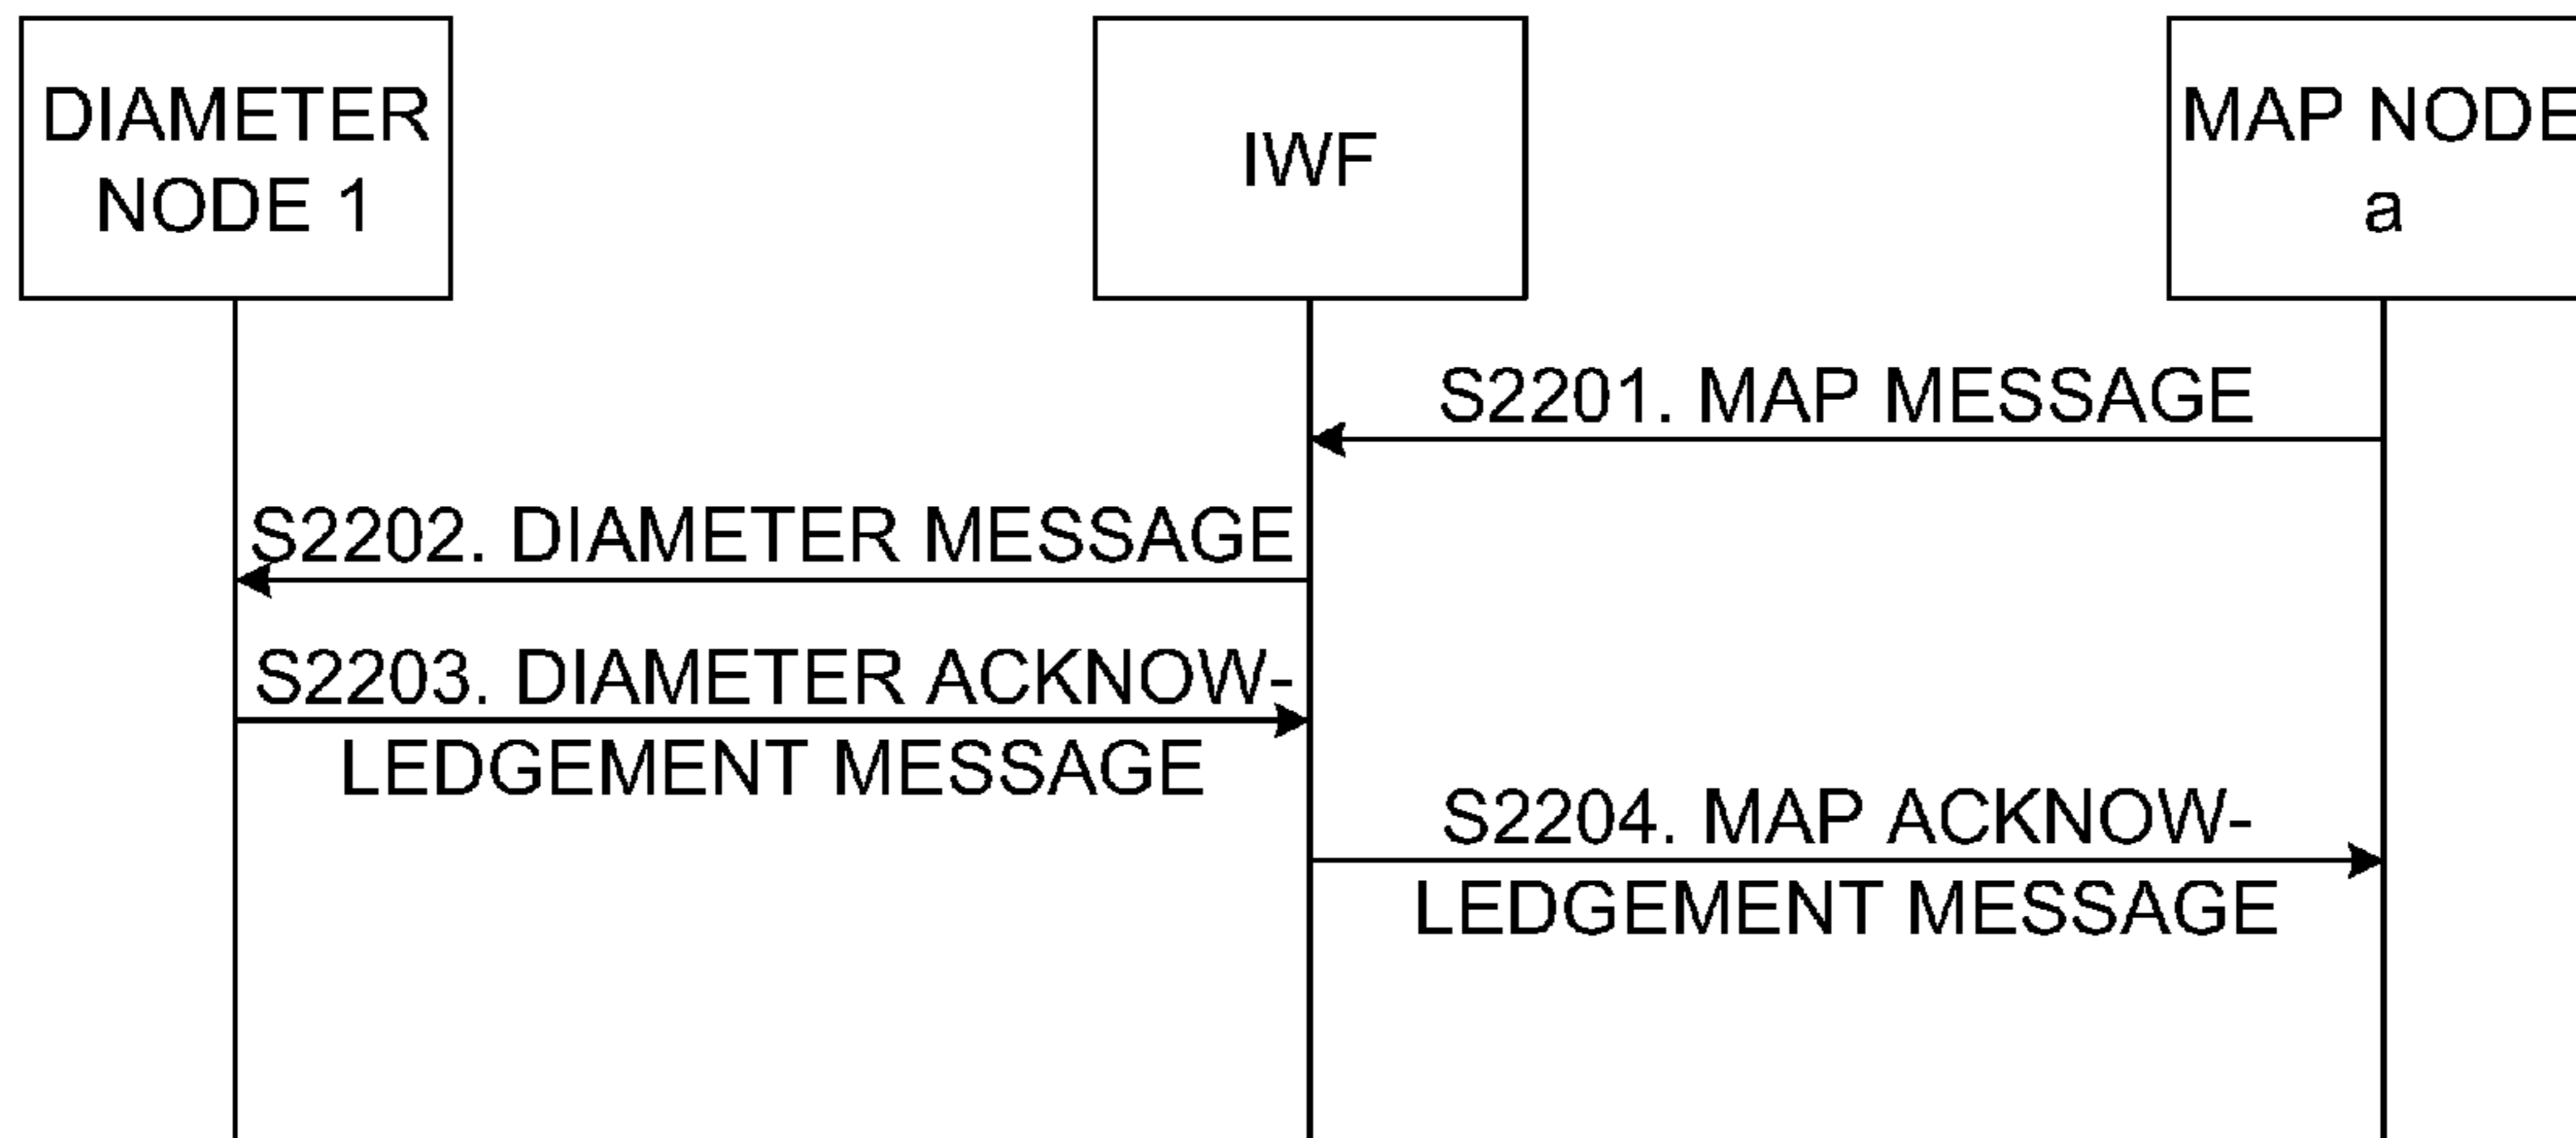 DIAMETER
NODE 1
IWF
MAP NODE
a
S2201. MAP MESSAGE
S2202. DIAMETER MESSAGE
S2203. DIAMETER ACKNOW-
LEDGEMENT MESSAGE
S2204. MAP ACKNOW-
LEDGEMENT MESSAGE